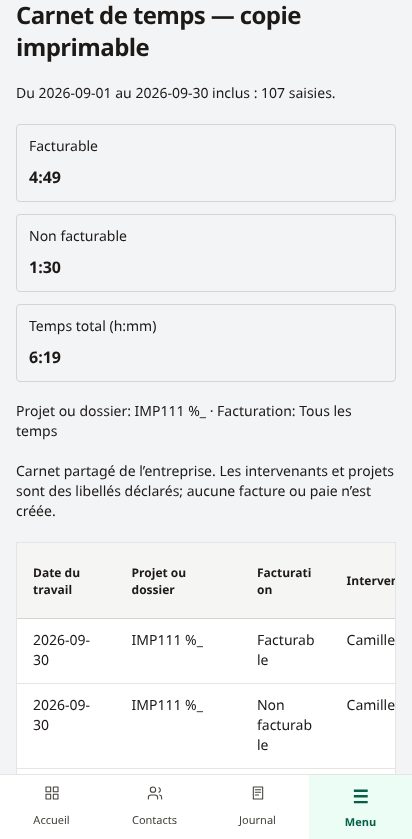 Carnet de temps — copie
imprimable
Du 2026-09-01 au 2026-09-30 inclus : 107 saisies.
Facturable
4:49
Non facturable
1:30
Temps total (h:mm)
6:19
Projet ou dossier: IMP111 %_ · Facturation: Tous les
temps
Carnet partagé de l’entreprise. Les intervenants et projets
sont des libellés déclarés; aucune facture ou paie n’est
créée.
Date du
travail
Projet ou
dossier
Facturati
on
Interven
2026-09-
30
IMP111 %_
Facturab
le
Camille
2026-09-
30
IMP111 %_
Non
facturab
le
Camille
Accueil
Contacts
Journal
Menu